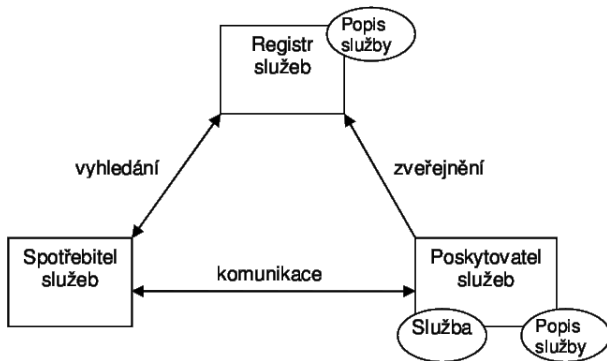 Popis
služby
Registr
služeb
vyhledání
zveřejnění
Spotřebitel
služeb
komunikace
Poskytovatel
služeb
Služba
Popis
služby